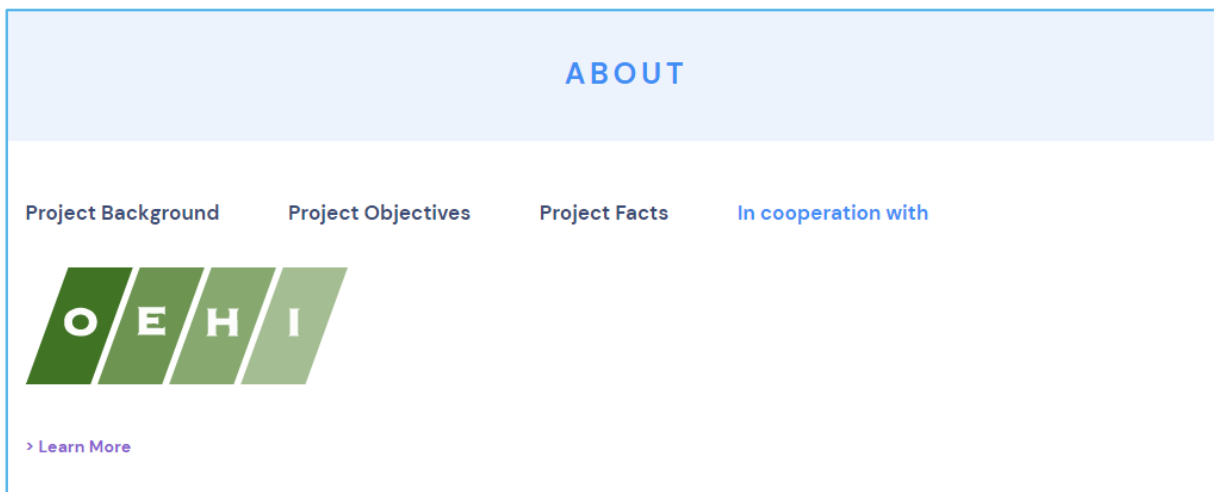 ABOUT
Project Background Project Objectives Project Facts In cooperation with
O E H I
> Learn More